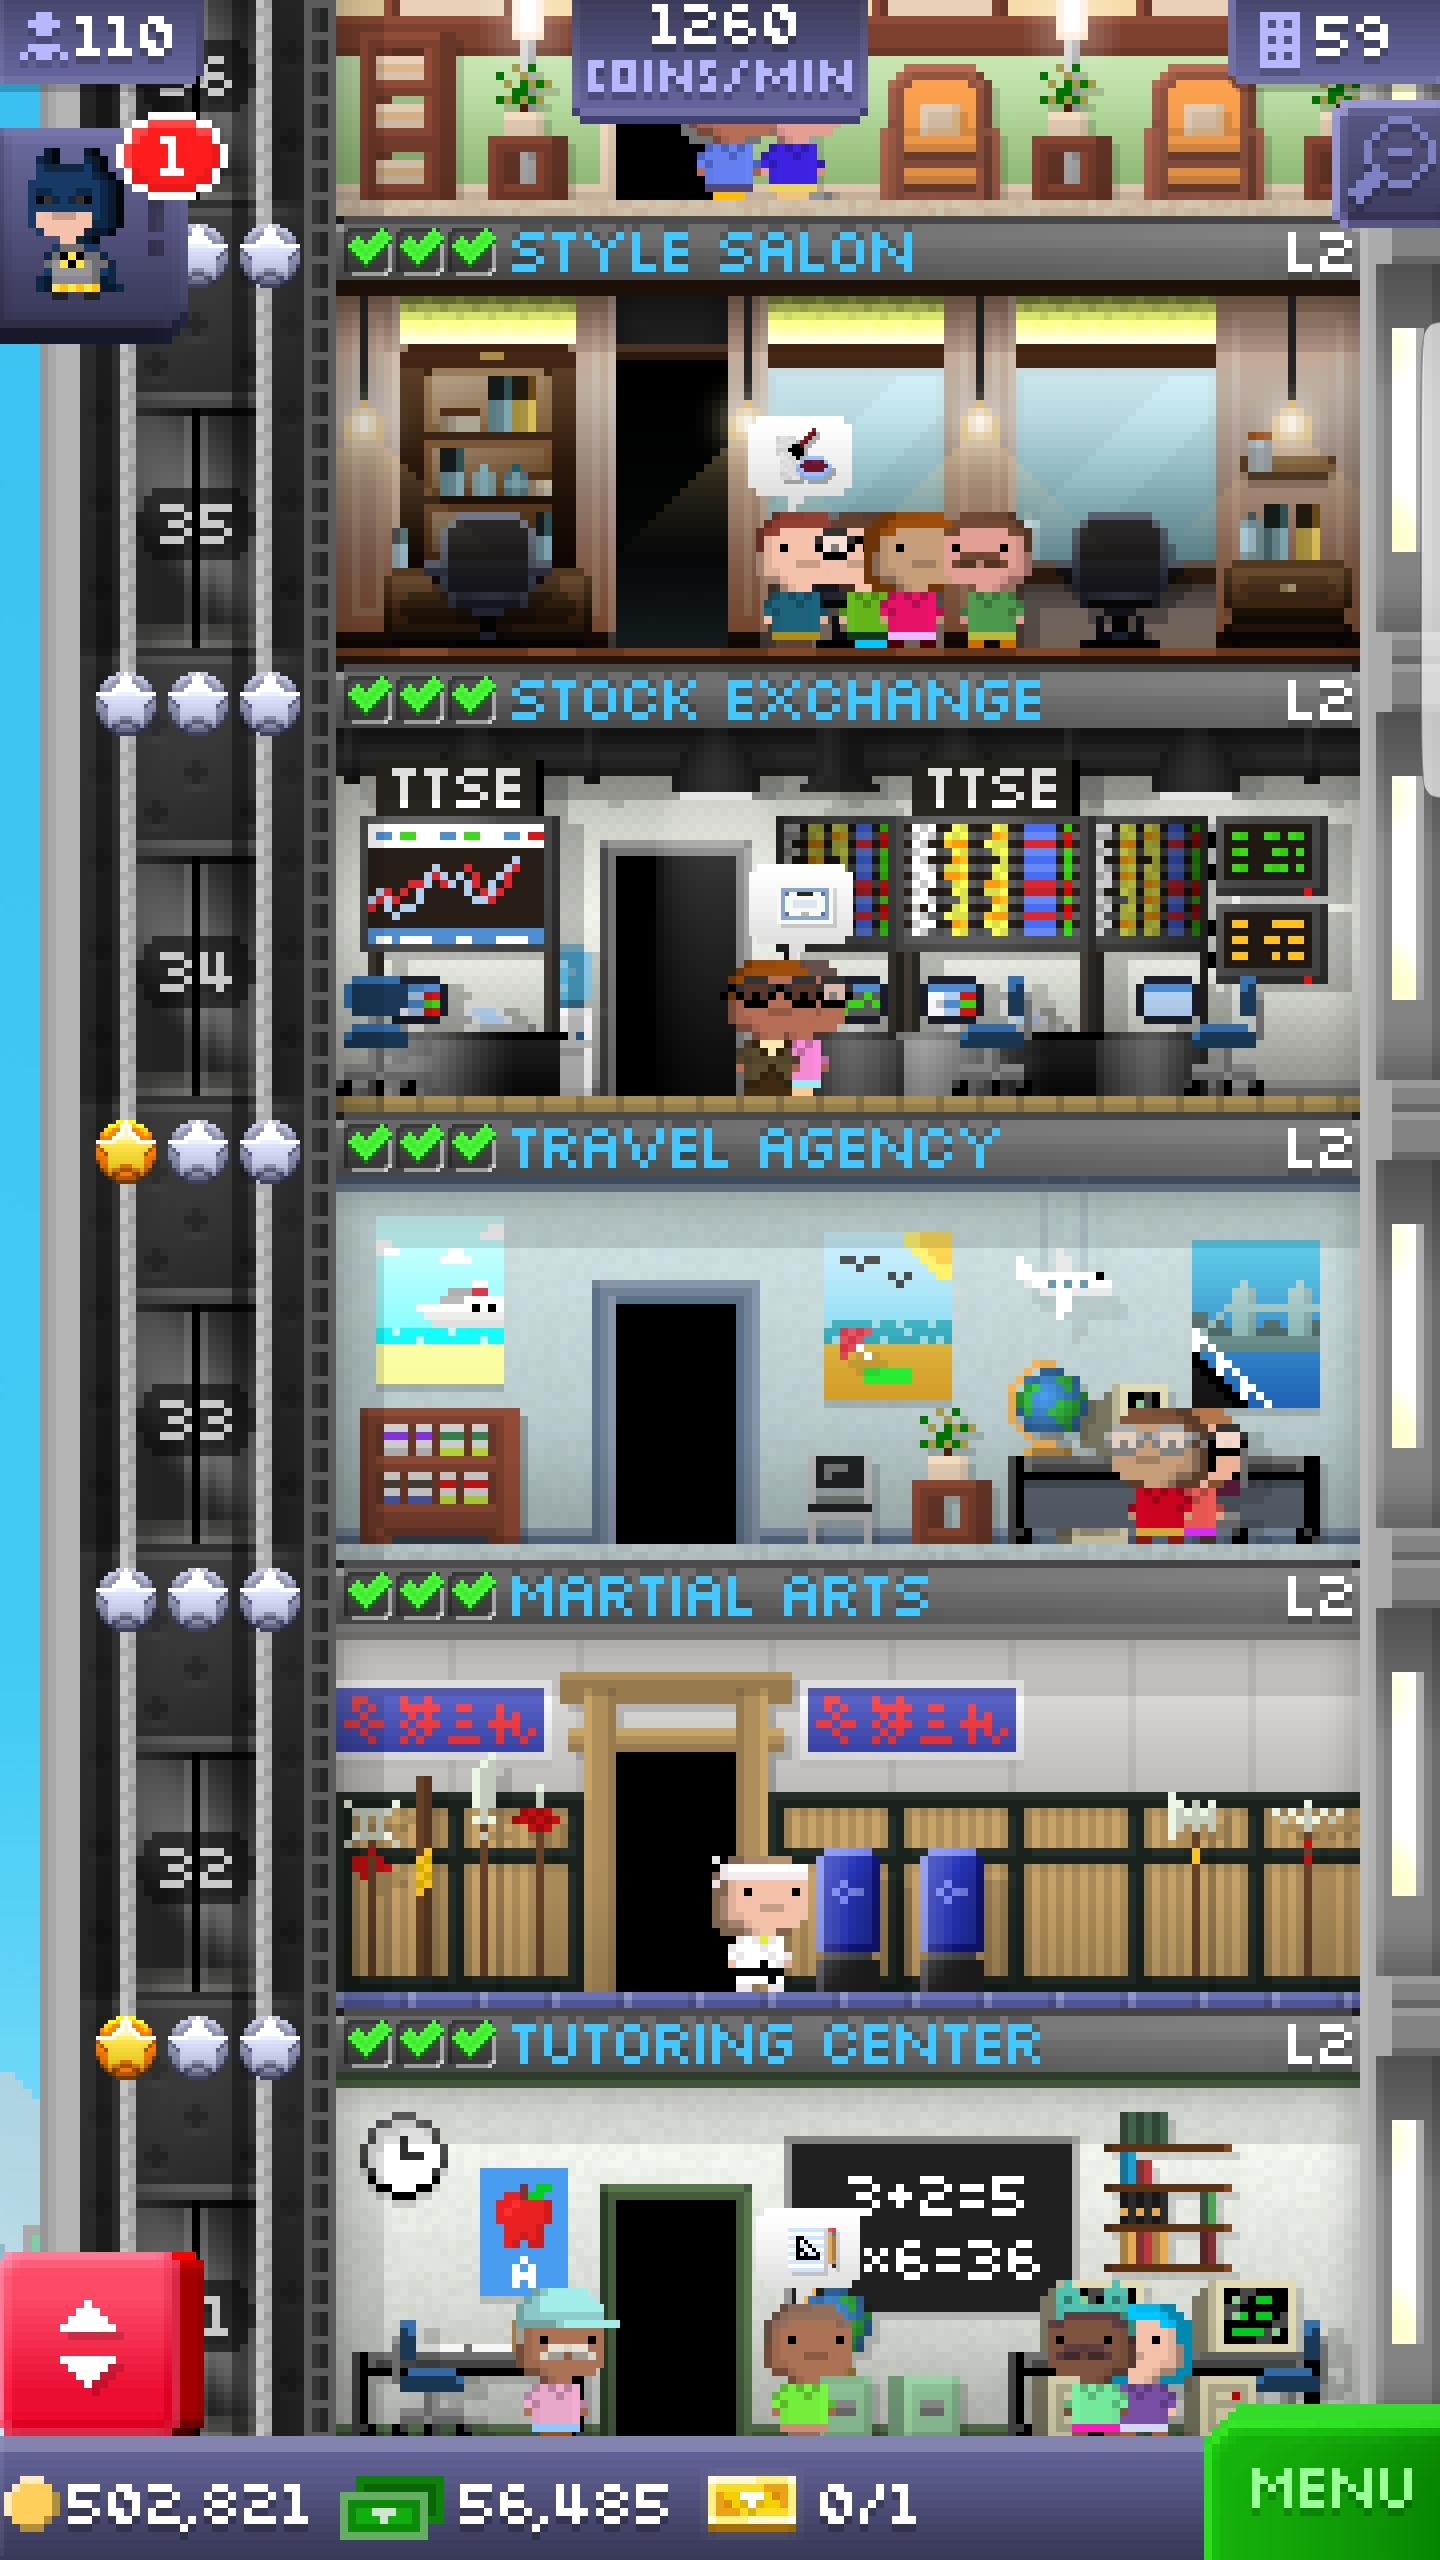 110
1260
COINS/MIN
59
1
STYLE SALON
L2
35
STOCK EXCHANGE
L2
TTSE
TTSE
34
TRAVEL AGENCY
L2
33
MARTIAL ARTS
L2
32
TUTORING CENTER
L2
3+2=5
x6=36
A
1
502,821
56,485
0/1
MENU